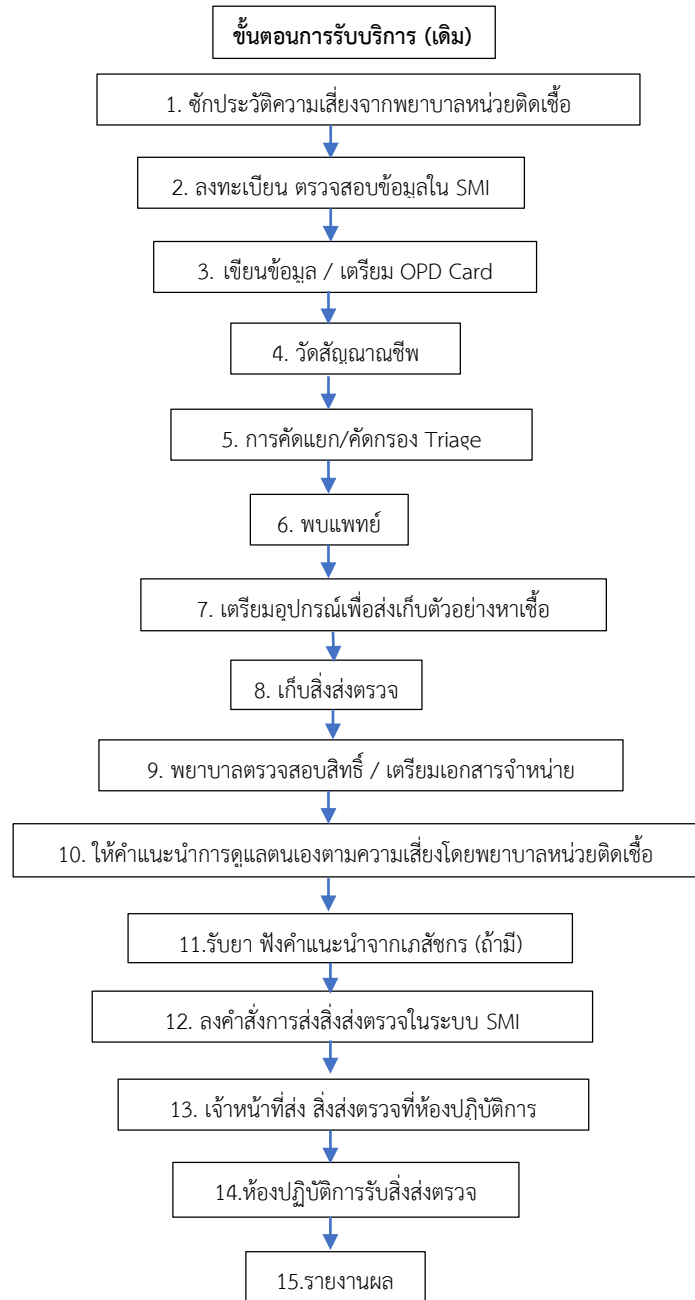 ขั้นตอนการรับบริการ (เดิม)
1. ซักประวัติความเสี่ยงจากพยาบาลหน่วยติดเชื้อ
2. ลงทะเบียน ตรวจสอบข้อมูลใน SMI
3. เขียนข้อมูล / เตรียม OPD Card
4. วัดสัญญาณชีพ
5. การคัดแยก/คัดกรอง Triage
6. พบแพทย์
7. เตรียมอุปกรณ์เพื่อส่งเก็บตัวอย่างหาเชื้อ
8. เก็บสิ่งส่งตรวจ
9. พยาบาลตรวจสอบสิทธิ์ / เตรียมเอกสารจำหน่าย
10. ให้คำแนะนำการดูแลตนเองตามความเสี่ยงโดยพยาบาลหน่วยติดเชื้อ
11.รับยา ฟังคำแนะนำจากเภสัชกร (ถ้ามี)
12. ลงคำสั่งการส่งสิ่งส่งตรวจในระบบ SMI
13. เจ้าหน้าที่ส่ง สิ่งส่งตรวจที่ห้องปฏิบัติการ
14.ห้องปฏิบัติการรับสิ่งส่งตรวจ
15.รายงานผล